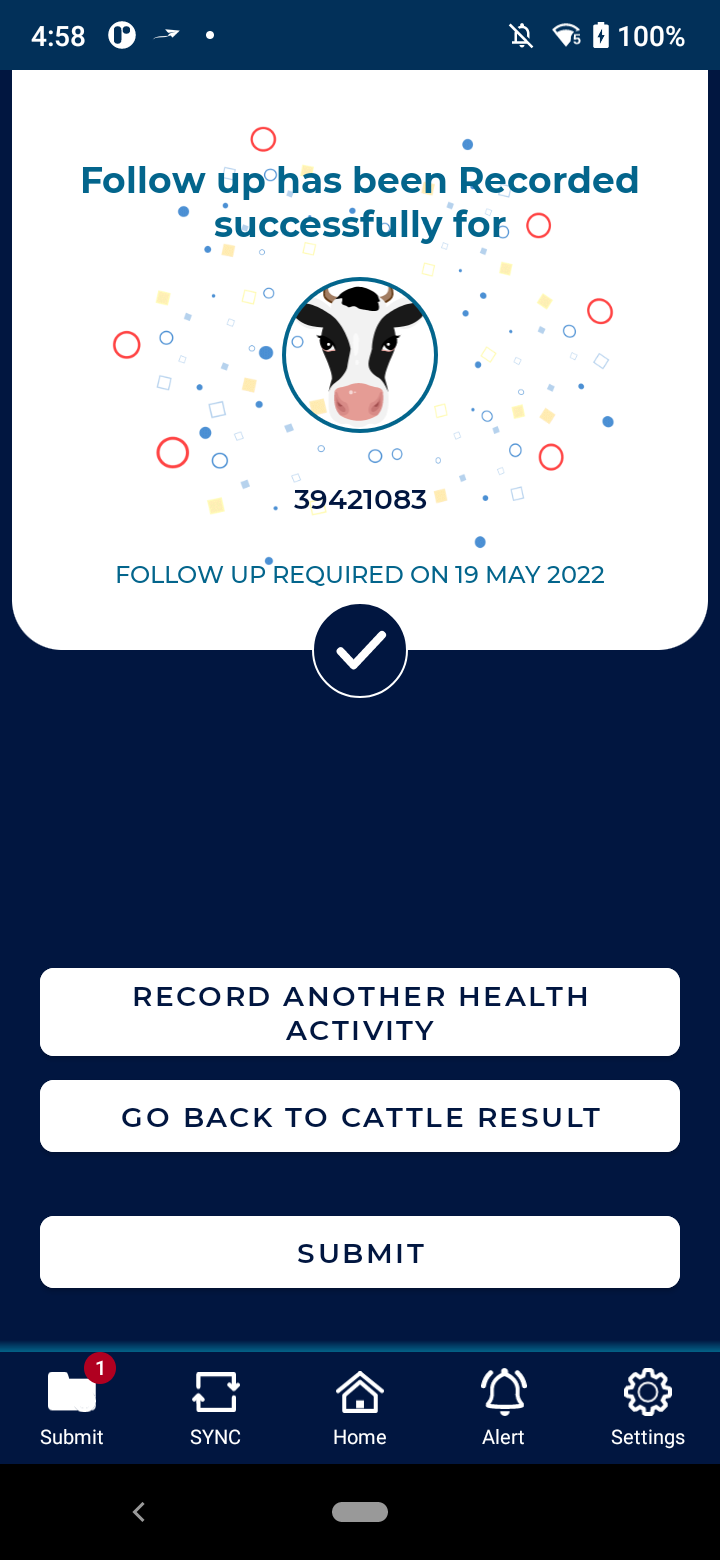 4:58
5
100%
Follow up has been Recorded
successfully for
39421083
FOLLOW UP REQUIRED ON 19 MAY 2022
RECORD ANOTHER HEALTH
ACTIVITY
GO BACK TO CATTLE RESULT
SUBMIT
1
Submit
SYNC
Home
Alert
Settings